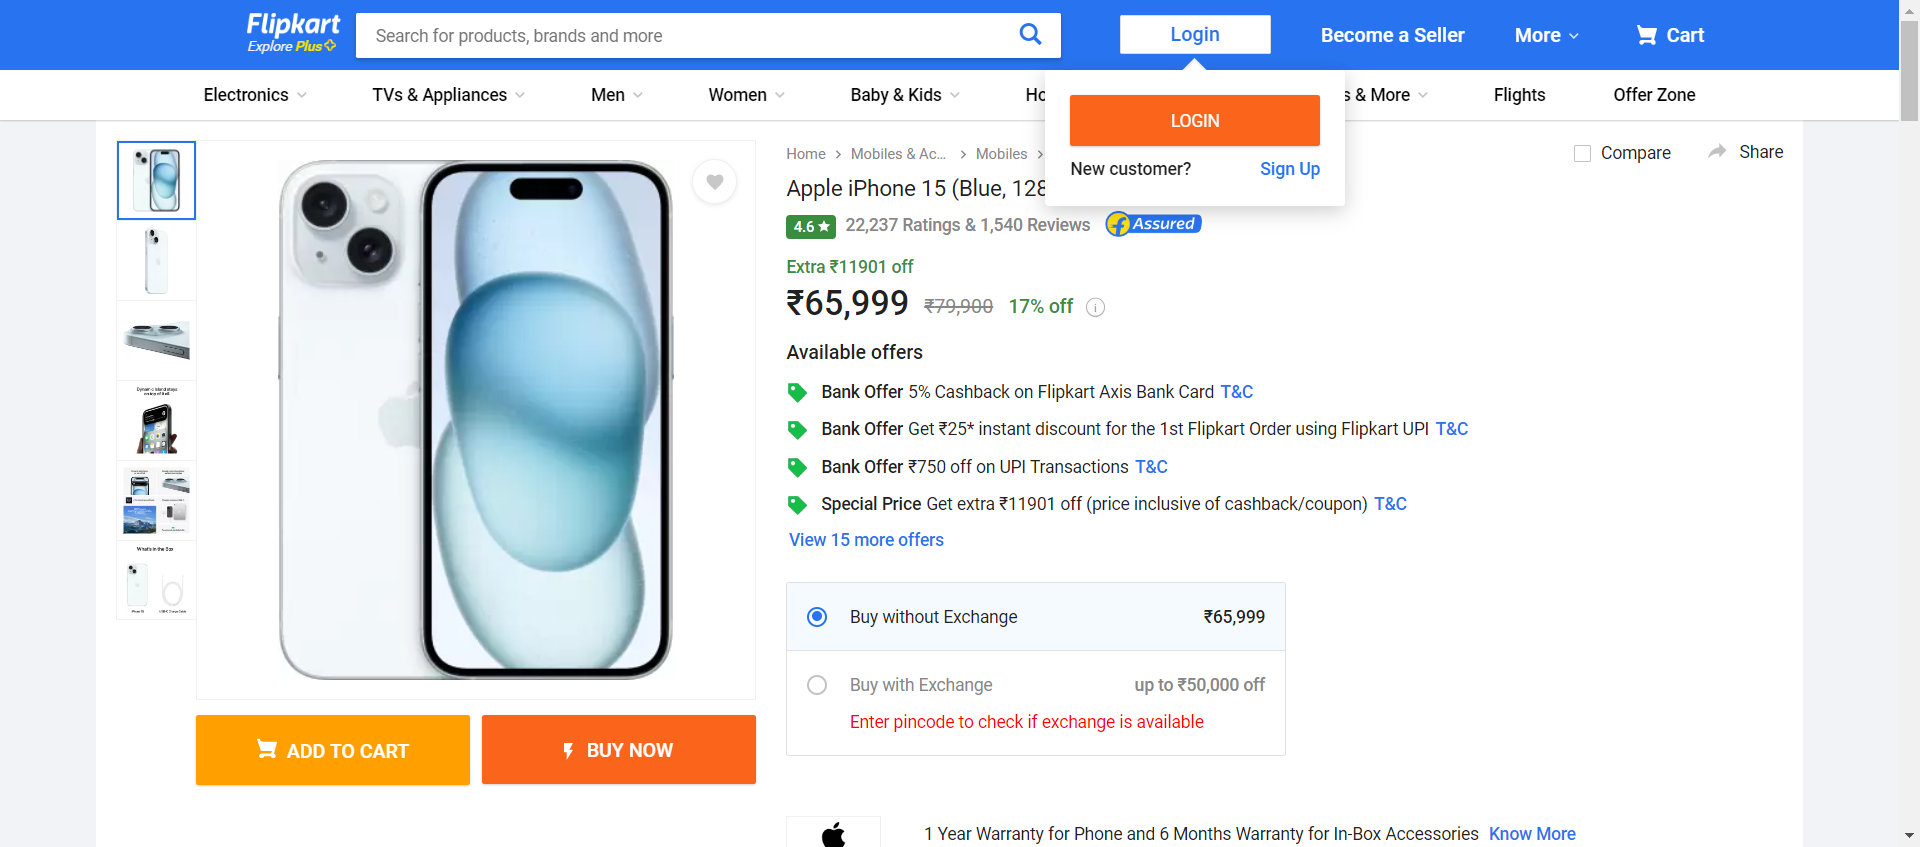 Flipkart
Explore Plus
Search for products, brands and more
Login
Become a Seller
More
Cart
Electronics
TVs & Appliances
Men
Women
Baby & Kids
Ho
s & More
Flights
Offer Zone
LOGIN
New customer? Sign Up
Home
Mobiles & Ac...
Mobiles
Compare
Share
Apple iPhone 15 (Blue, 128
4.6
22,237 Ratings & 1,540 Reviews
Assured
Extra ₹11901 off
₹65,999 ₹79,900 17% off
Available offers
Bank Offer 5% Cashback on Flipkart Axis Bank Card T&C
Bank Offer Get ₹25* instant discount for the 1st Flipkart Order using Flipkart UPI T&C
Bank Offer ₹750 off on UPI Transactions T&C
Special Price Get extra ₹11901 off (price inclusive of cashback/coupon) T&C
View 15 more offers
Buy without Exchange ₹65,999
Buy with Exchange up to ₹50,000 off
Enter pincode to check if exchange is available
What's in the Box
ADD TO CART
BUY NOW
1 Year Warranty for Phone and 6 Months Warranty for In-Box Accessories Know More